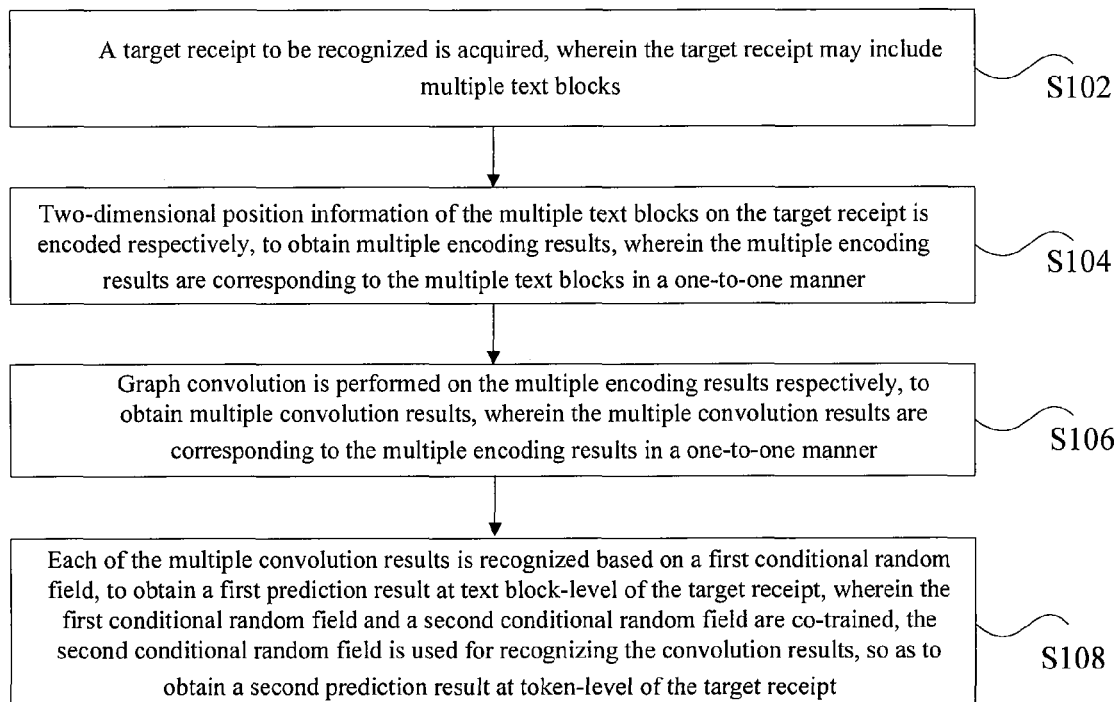 A target receipt to be recognized is acquired, wherein the target receipt may include
multiple text blocks
S102
Two-dimensional position information of the multiple text blocks on the target receipt is
encoded respectively, to obtain multiple encoding results, wherein the multiple encoding
results are corresponding to the multiple text blocks in a one-to-one manner
S104
Graph convolution is performed on the multiple encoding results respectively, to
obtain multiple convolution results, wherein the multiple convolution results are
corresponding to the multiple encoding results in a one-to-one manner
S106
Each of the multiple convolution results is recognized based on a first conditional random
field, to obtain a first prediction result at text block-level of the target receipt, wherein the
first conditional random field and a second conditional random field are co-trained, the
second conditional random field is used for recognizing the convolution results, so as to
obtain a second prediction result at token-level of the target receipt
S108